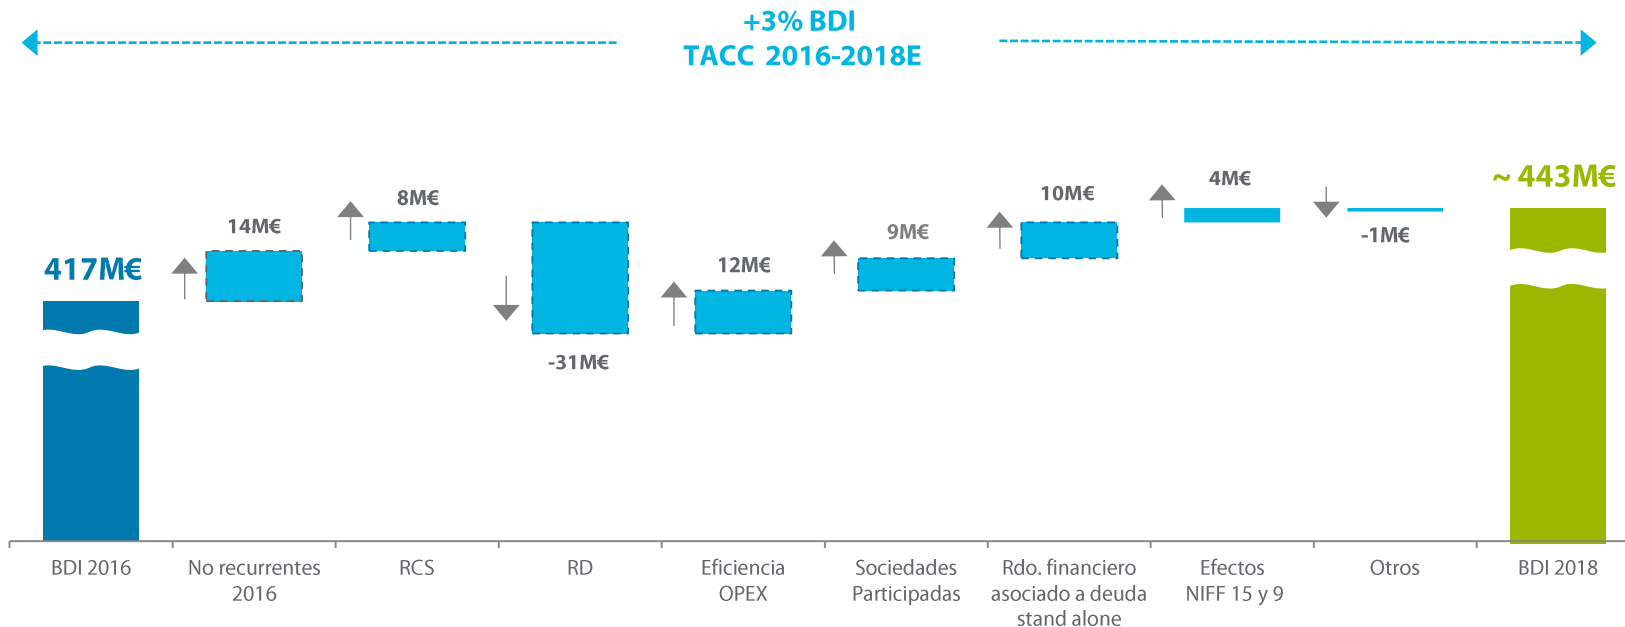 +3% BDI
TACC 2016-2018E
417M€
14M€
8M€
-31M€
12M€
9M€
10M€
4M€
-1M€
~ 443M€
BDI 2016
No recurrentes
2016
RCS
RD
Eficiencia
OPEX
Sociedades
Participadas
Rdo. financiero
asociado a deuda
stand alone
Efectos
NIFF 15 y 9
Otros
BDI 2018